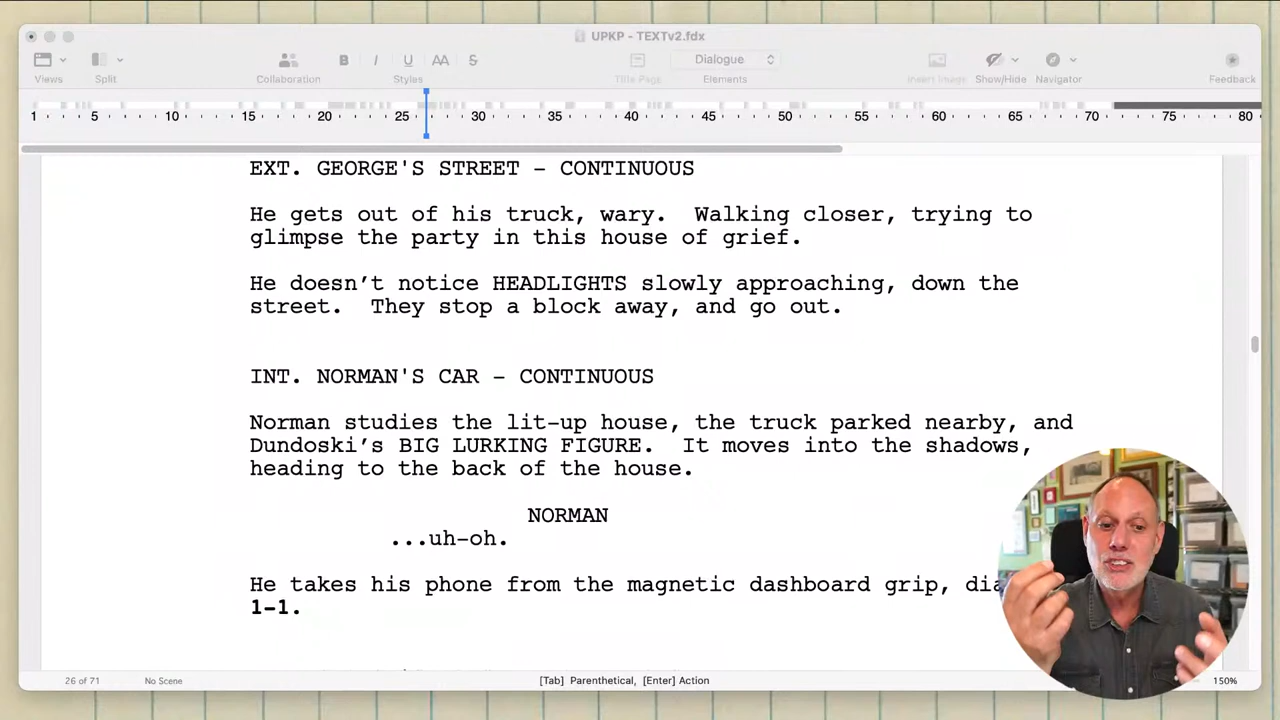 UPKP - TEXTv2.fdx
Views Split Collaboration B I U AA S Styles Title Page Dialogue Elements Insert Image Show/Hide Navigator Feedback
1 5 10 15 20 25 30 35 40 45 50 55 60 65 70 75 80
EXT. GEORGE'S STREET - CONTINUOUS
He gets out of his truck, wary.  Walking closer, trying to
glimpse the party in this house of grief.
He doesn’t notice HEADLIGHTS slowly approaching, down the
street.  They stop a block away, and go out.
INT. NORMAN'S CAR - CONTINUOUS
Norman studies the lit-up house, the truck parked nearby, and
Dundoski’s BIG LURKING FIGURE.  It moves into the shadows,
heading to the back of the house.
NORMAN
...uh-oh.
He takes his phone from the magnetic dashboard grip,
1-1.
26 of 71 No Scene [Tab] Parenthetical, [Enter] Action 150%